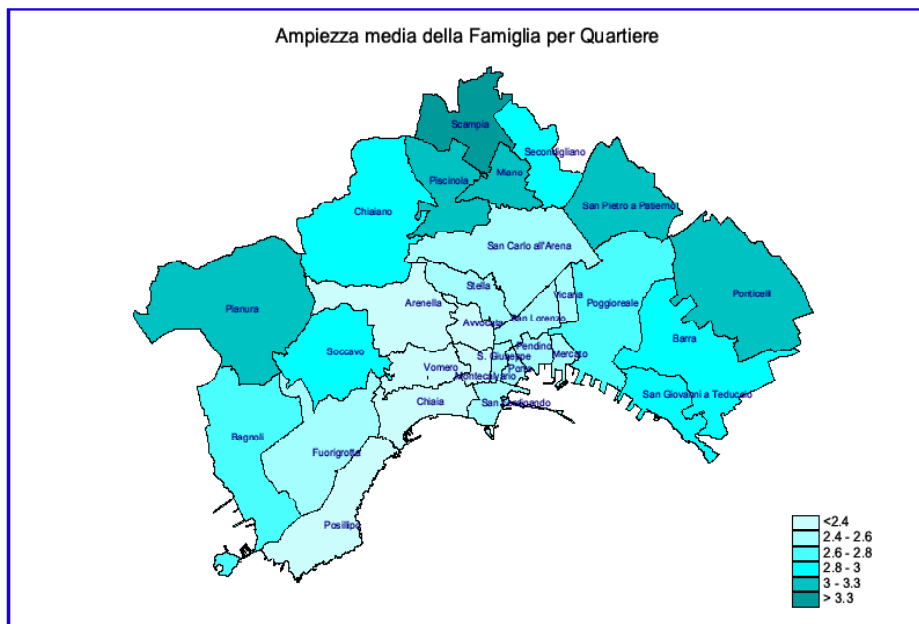 Ampiezza media della Famiglia per Quartiere
Scampia
Secondigliano
Piscinola
Miano
Chiaiano
San Pietro a Patierno
San Carlo all'Arena
Stella
Vicaria
Poggioreale
Ponticelli
Pianura
Arenella
Avvocata
San Lorenzo
Barra
Soccavo
Pendino
S. Giuseppe
Mercato
Vomero
Porto
Montecalvario
Chiaia
San Ferdinando
San Giovanni a Teduccio
Bagnoli
Fuorigrotta
Posillipo
<2.4
2.4 - 2.6
2.6 - 2.8
2.8 - 3
3 - 3.3
> 3.3